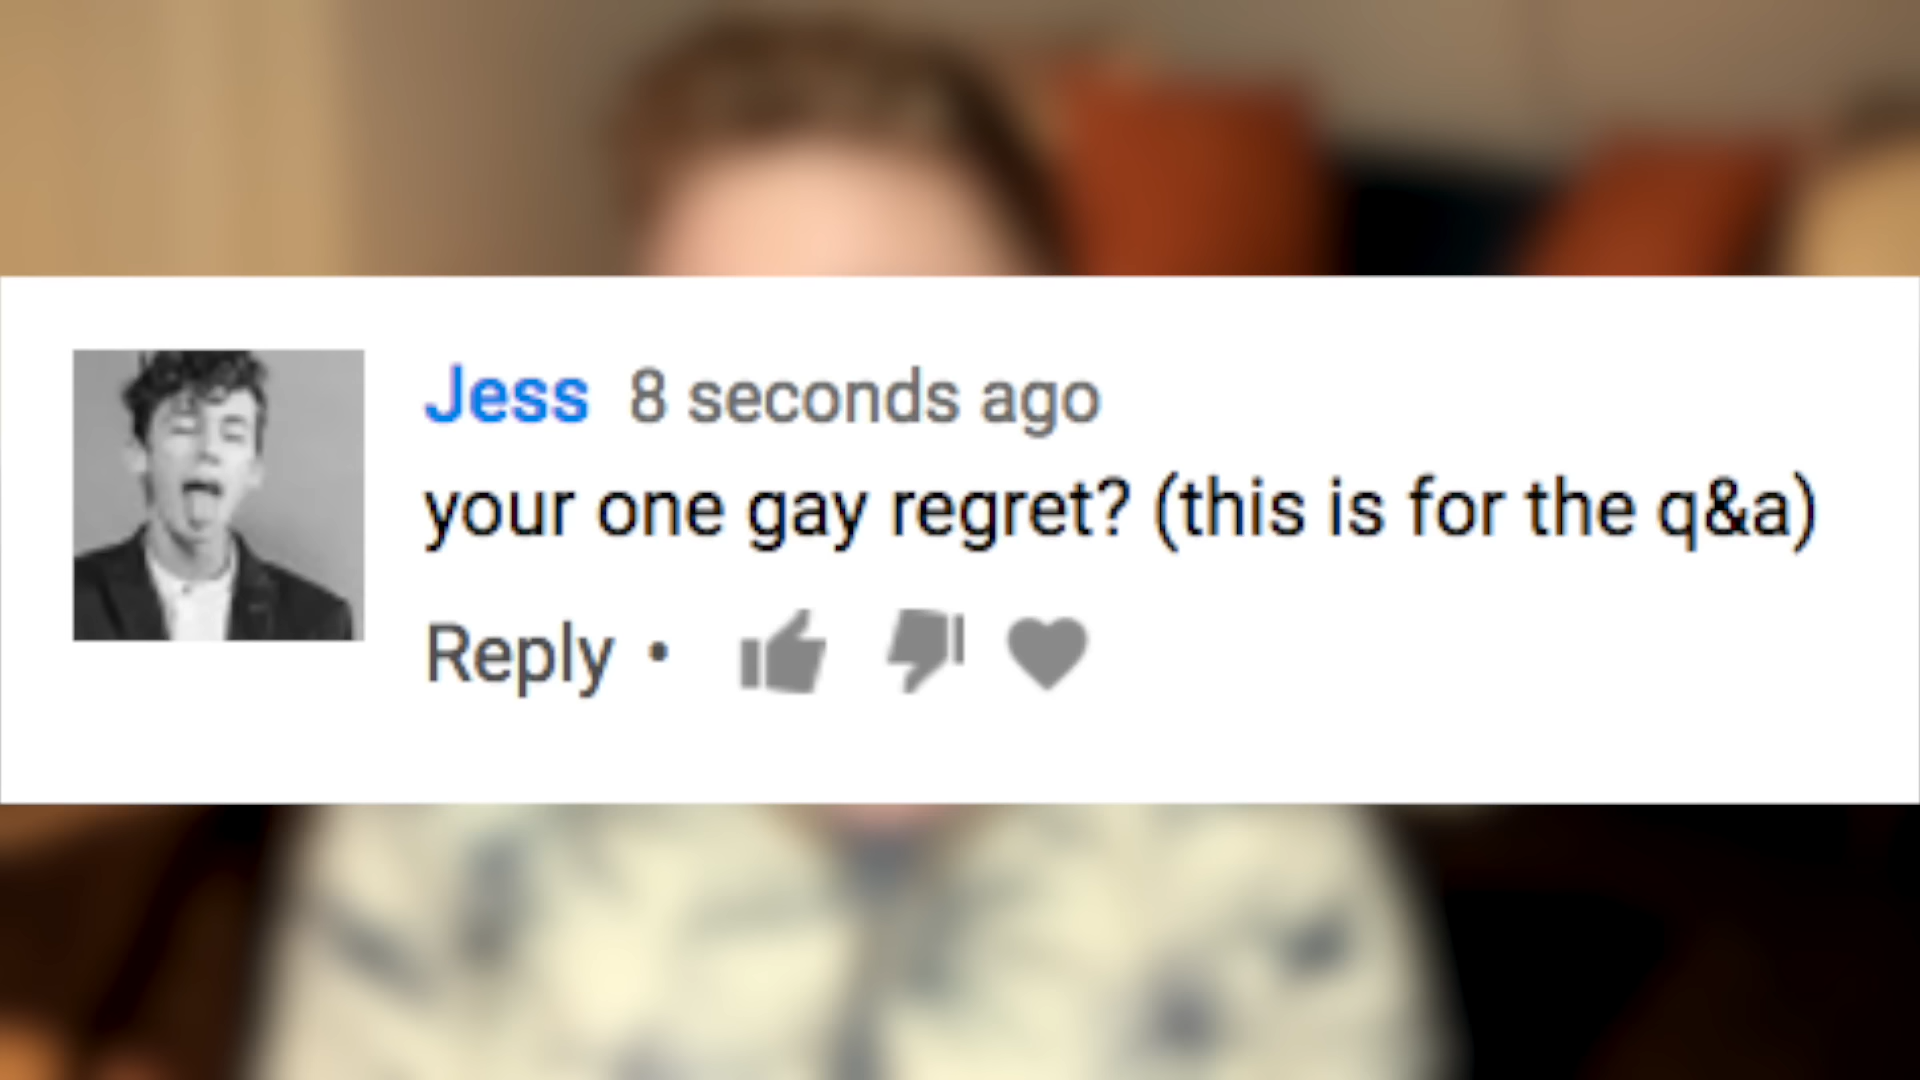 Jess 8 seconds ago
your one gay regret? (this is for the q&a)
Reply •